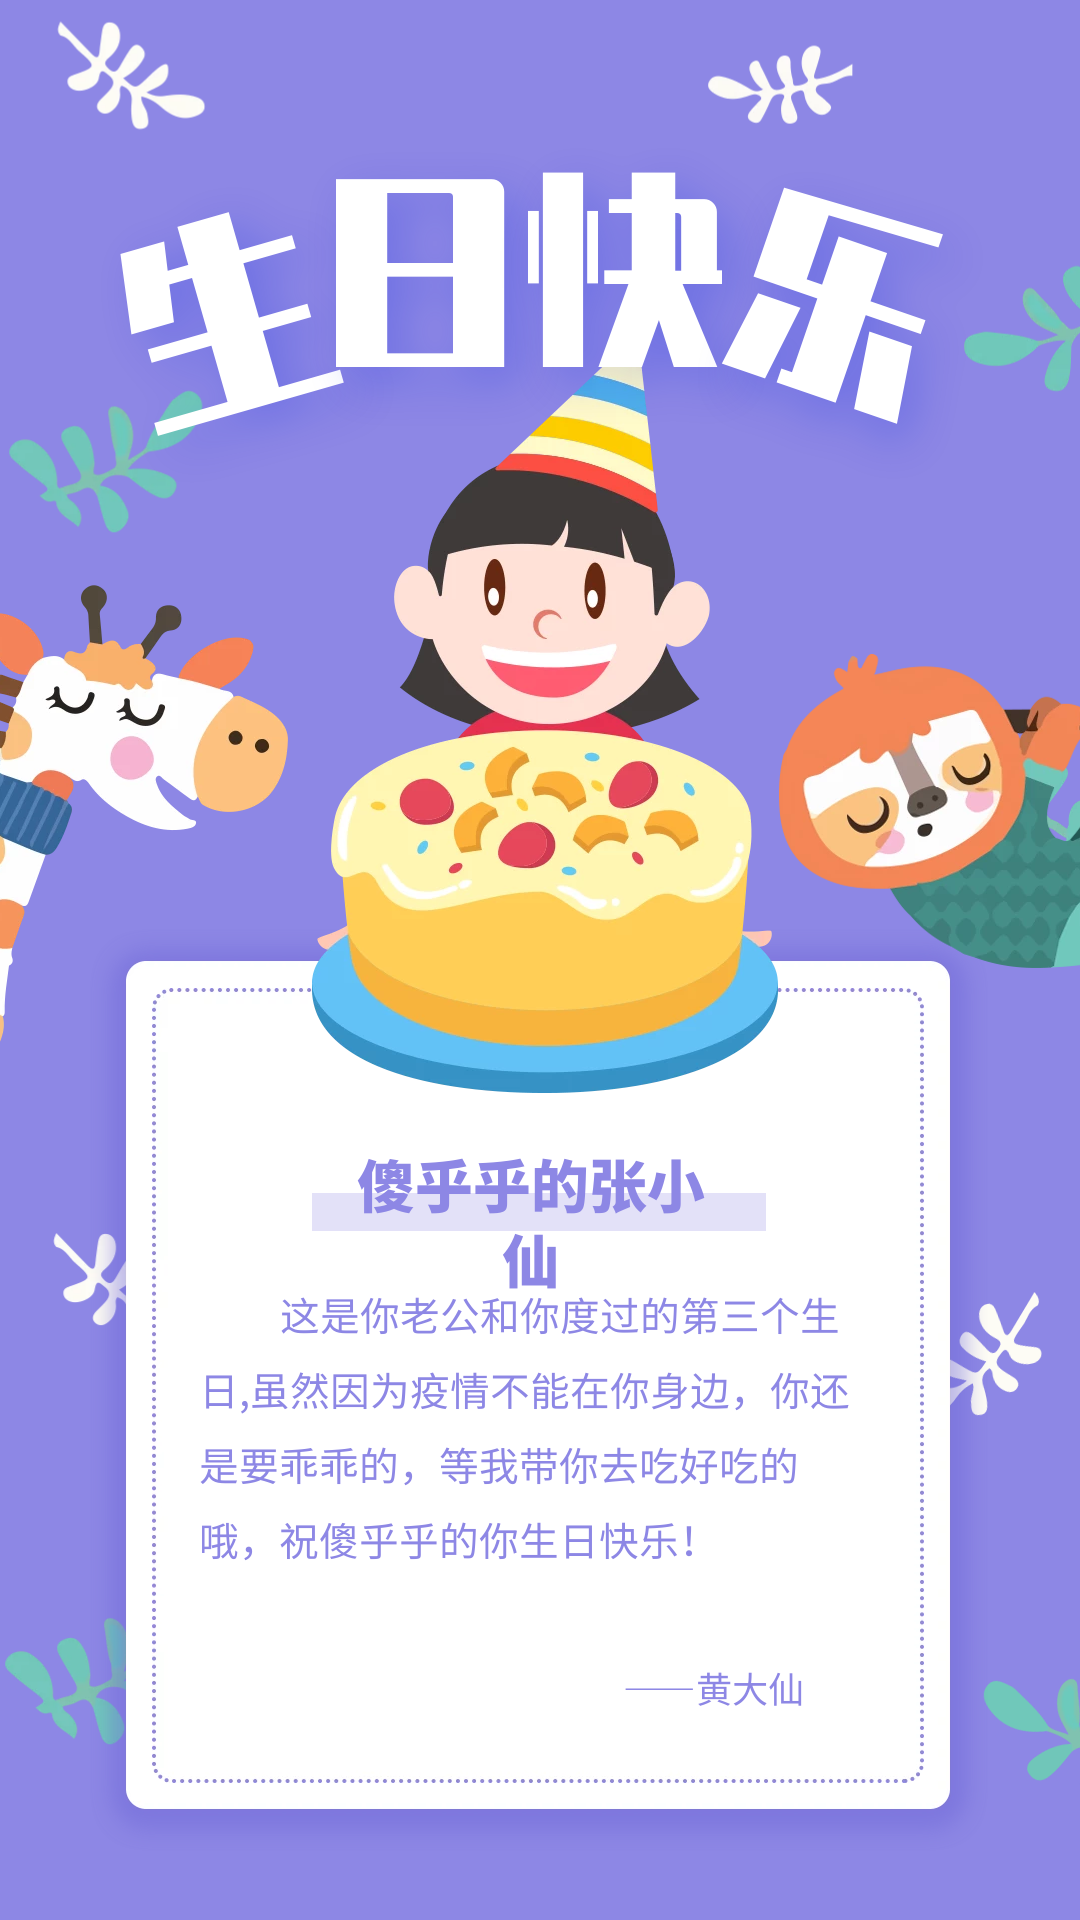 生日快乐
傻乎乎的张小
仙
这是你老公和你度过的第三个生
日,虽然因为疫情不能在你身边，你还
是要乖乖的，等我带你去吃好吃的
哦，祝傻乎乎的你生日快乐！
——黄大仙